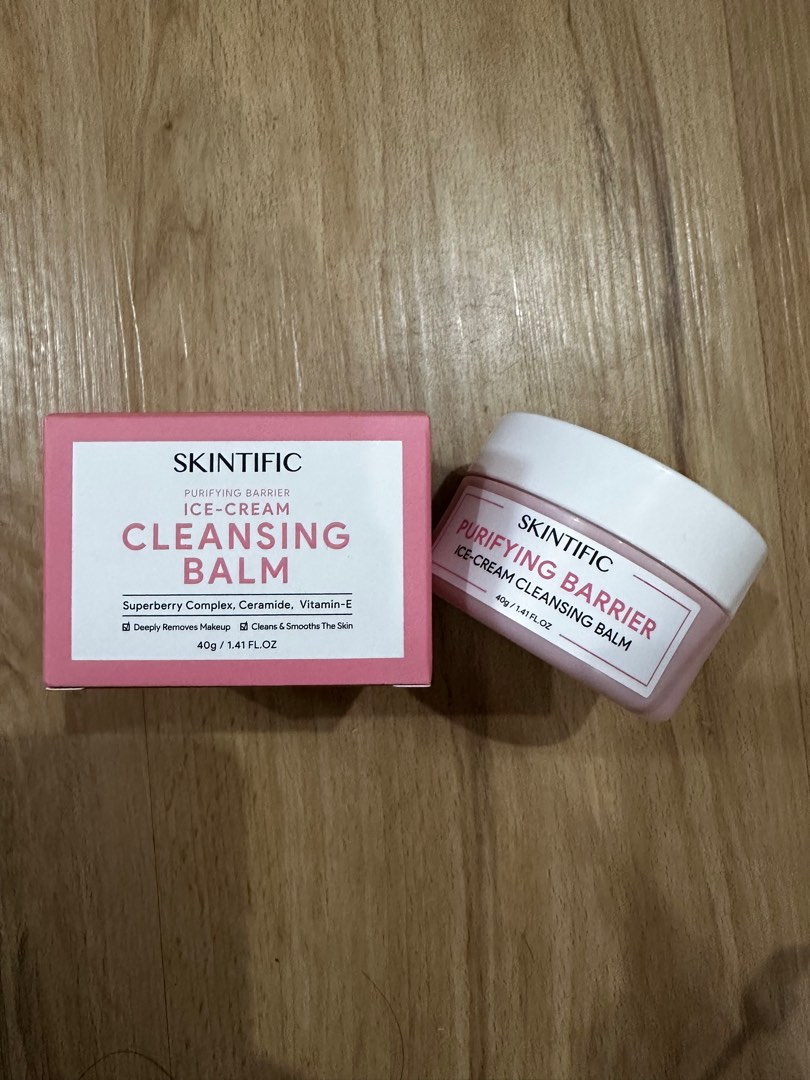 SKINTIFIC
PURIFYING BARRIER
ICE-CREAM
CLEANSING
BALM
Superberry Complex, Ceramide, Vitamin-E
☑ Deeply Removes Makeup ☑ Cleans & Smooths The Skin
40g / 1.41 FL.OZ
SKINTIFIC
PURIFYING BARRIER
ICE-CREAM CLEANSING BALM
40g / 1.41 FL.OZ